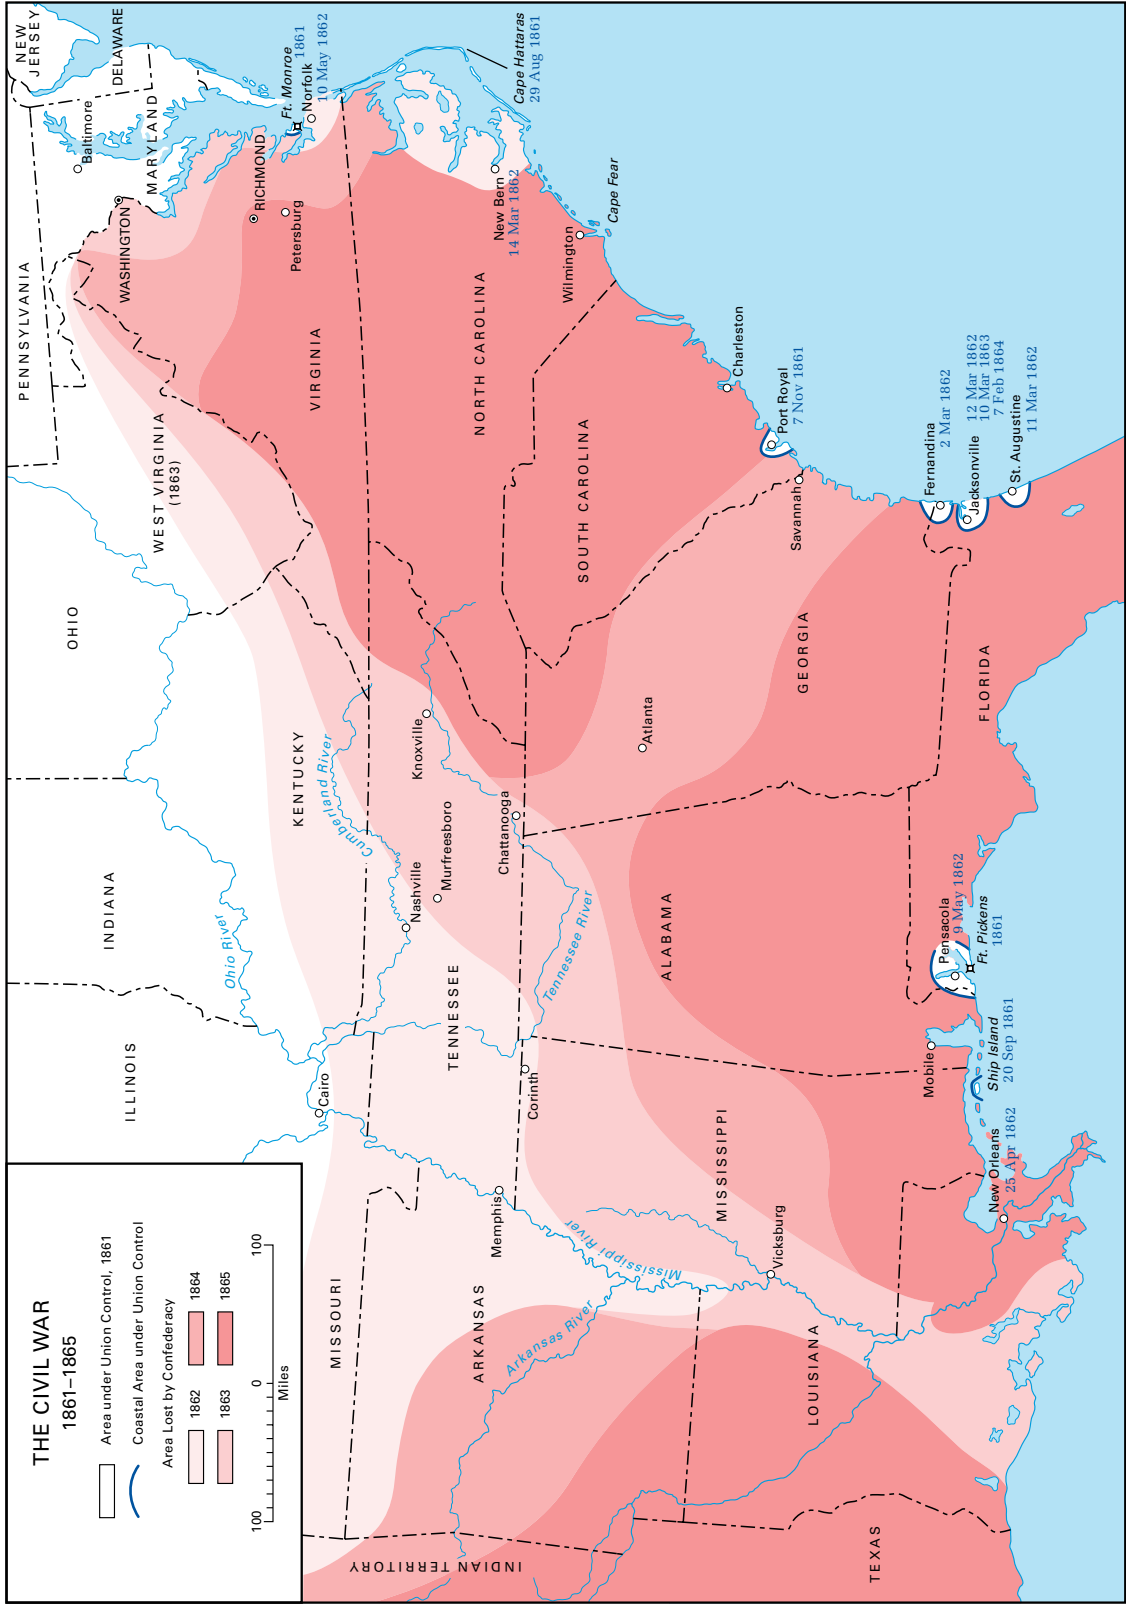 THE CIVIL WAR
1861–1865
Area under Union Control, 1861
Coastal Area under Union Control
Area Lost by Confederacy
1862
1864
1863
1865
100
0
100
Miles
ILLINOIS
INDIANA
OHIO
PENNSYLVANIA
NEW
JERSEY
DELAWARE
MARYLAND
Baltimore
WASHINGTON
WEST VIRGINIA
(1863)
VIRGINIA
RICHMOND
Petersburg
Ft. Monroe
1861
Norfolk
10 May 1862
Ohio River
KENTUCKY
Cumberland River
Cairo
MISSOURI
INDIAN TERRITORY
ARKANSAS
Arkansas River
Memphis
TENNESSEE
Nashville
Murfreesboro
Knoxville
Chattanooga
Tennessee River
Corinth
NORTH CAROLINA
New Bern
14 Mar 1862
Cape Hattaras
29 Aug 1861
Wilmington
Cape Fear
SOUTH CAROLINA
Charleston
Port Royal
7 Nov 1861
Savannah
Atlanta
GEORGIA
ALABAMA
MISSISSIPPI
Mississippi River
Vicksburg
LOUISIANA
TEXAS
New Orleans
25 Apr 1862
Mobile
Ship Island
20 Sep 1861
Pensacola
9 May 1862
Ft. Pickens
1861
FLORIDA
Fernandina
2 Mar 1862
Jacksonville
12 Mar 1862
10 Mar 1863
7 Feb 1864
St. Augustine
11 Mar 1862